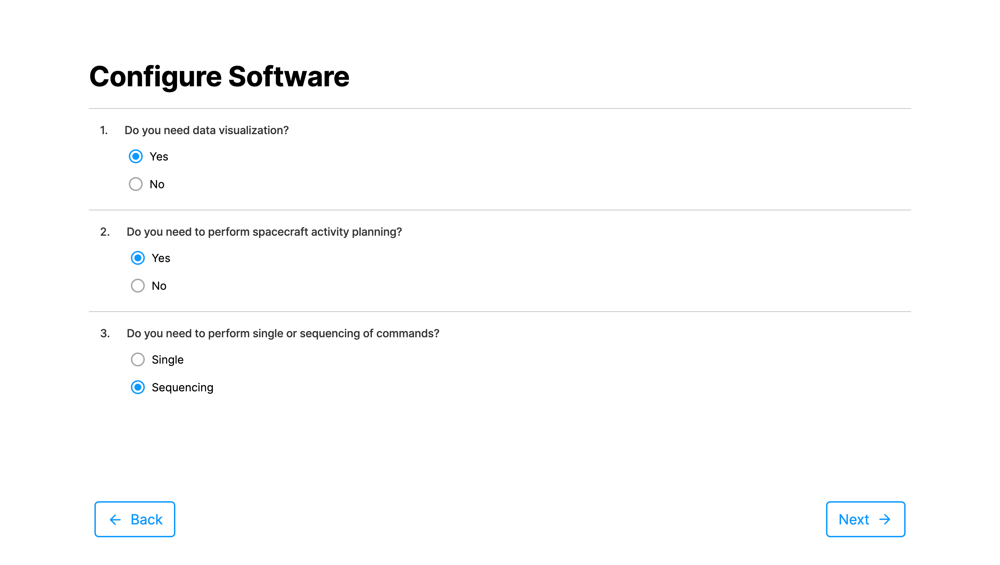 Configure Software
1. Do you need data visualization?
Yes
No
2. Do you need to perform spacecraft activity planning?
Yes
No
3. Do you need to perform single or sequencing of commands?
Single
Sequencing
Back
Next